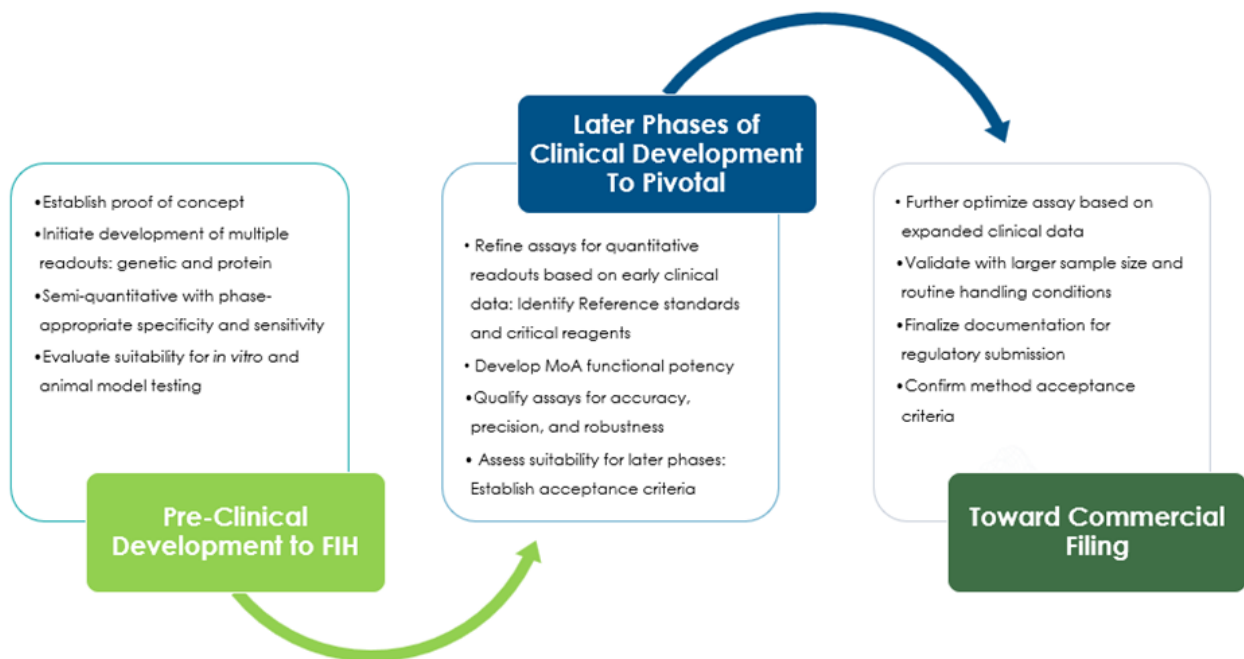 •Establish proof of concept
•Initiate development of multiple
readouts: genetic and protein
•Semi-quantitative with phase-
appropriate specificity and sensitivity
•Evaluate suitability for in vitro and
animal model testing
Pre-Clinical
Development to FIH
Later Phases of
Clinical Development
To Pivotal
• Refine assays for quantitative
readouts based on early clinical
data: Identify Reference standards
and critical reagents
• Develop MoA functional potency
•Qualify assays for accuracy,
precision, and robustness
• Assess suitability for later phases:
Establish acceptance criteria
• Further optimize assay based on
expanded clinical data
•Validate with larger sample size and
routine handling conditions
•Finalize documentation for
regulatory submission
•Confirm method acceptance
criteria
Toward Commercial
Filing